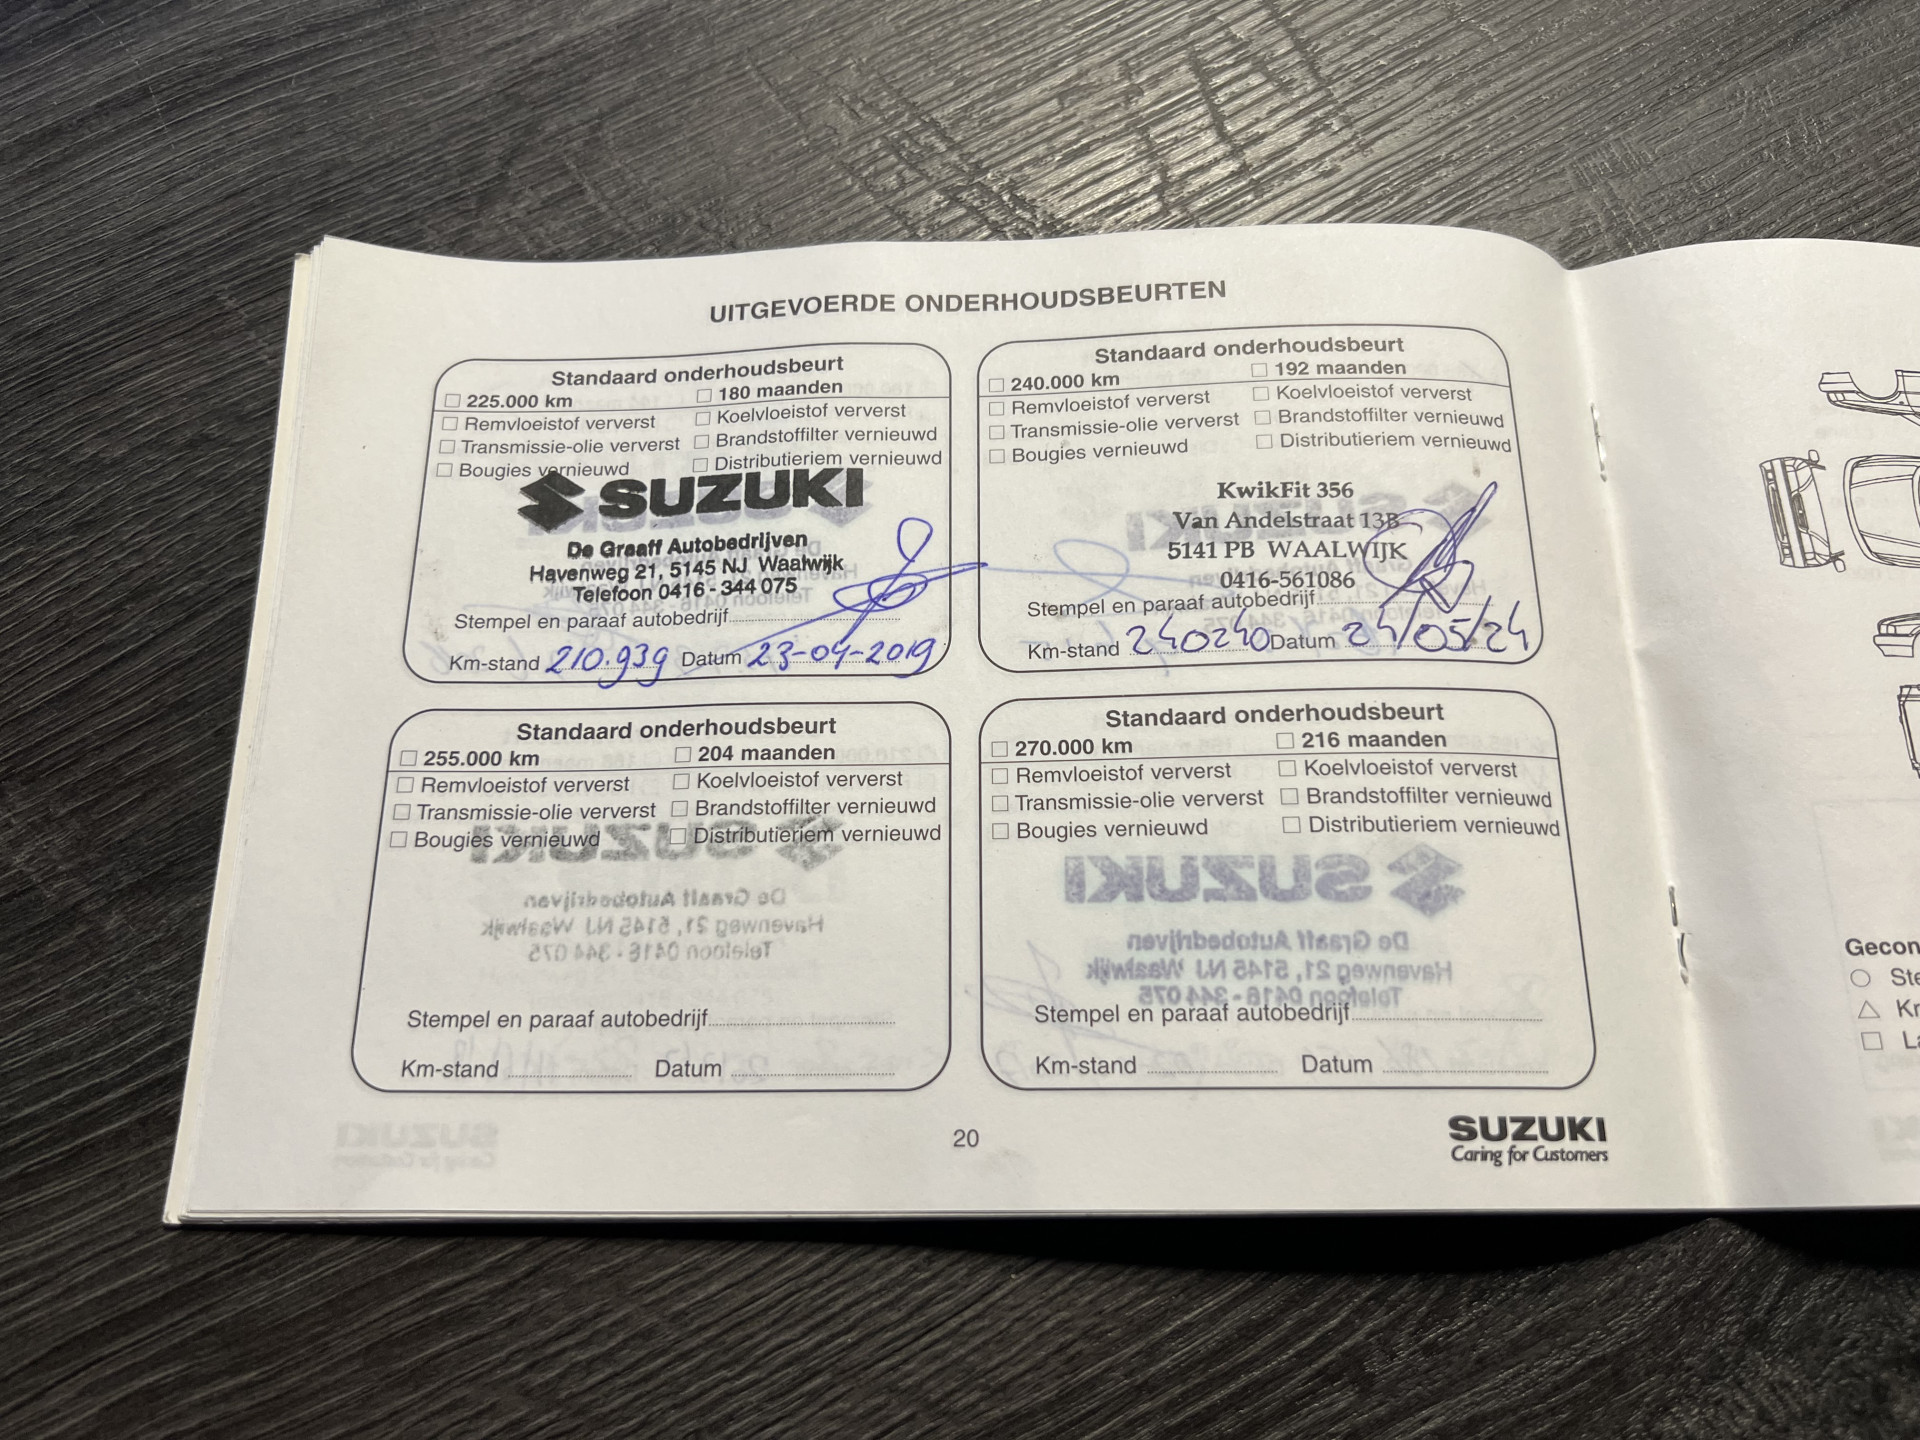 UITGEVOERDE ONDERHOUDSBEURTEN
Standaard onderhoudsbeurt
225.000 km 180 maanden
Remvloeistof ververst Koelvloeistof ververst
Transmissie-olie ververst Brandstoffilter vernieuwd
Bougies vernieuwd Distributieriem vernieuwd
SUZUKI
De Graaff Autobedrijven
Havenweg 21, 5145 NJ Waalwijk
Telefoon 0416 - 344 075
Stempel en paraaf autobedrijf
Km-stand 210.939 Datum 23-04-2019
Standaard onderhoudsbeurt
240.000 km 192 maanden
Remvloeistof ververst Koelvloeistof ververst
Transmissie-olie ververst Brandstoffilter vernieuwd
Bougies vernieuwd Distributieriem vernieuwd
KwikFit 356
Van Andelstraat 13B
5141 PB WAALWIJK
0416-561086
Stempel en paraaf autobedrijf
Km-stand 240240 Datum 24/05/24
Standaard onderhoudsbeurt
255.000 km 204 maanden
Remvloeistof ververst Koelvloeistof ververst
Transmissie-olie ververst Brandstoffilter vernieuwd
Bougies vernieuwd Distributieriem vernieuwd
Stempel en paraaf autobedrijf
Km-stand Datum
Standaard onderhoudsbeurt
270.000 km 216 maanden
Remvloeistof ververst Koelvloeistof ververst
Transmissie-olie ververst Brandstoffilter vernieuwd
Bougies vernieuwd Distributieriem vernieuwd
Stempel en paraaf autobedrijf
Km-stand Datum
20
SUZUKI
Caring for Customers
Gecon
Ste
Kr
La